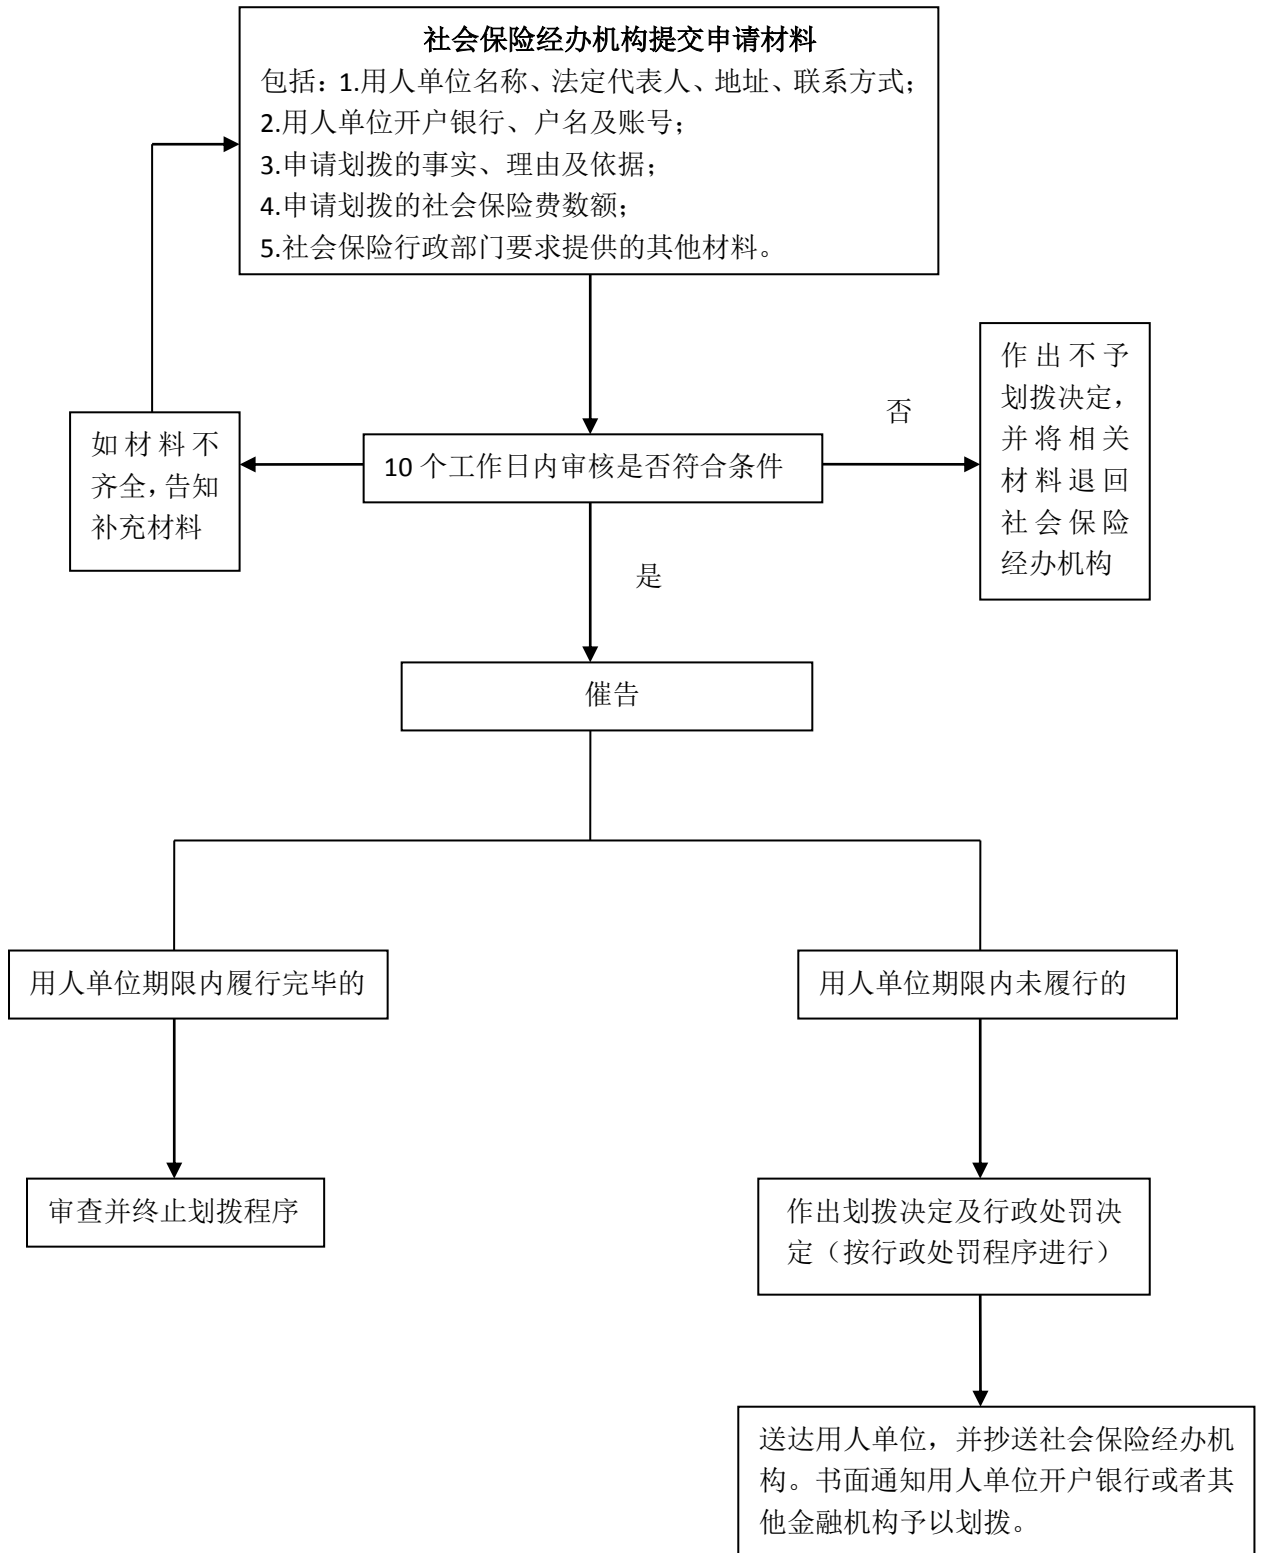 社会保险经办机构提交申请材料
包括：1.用人单位名称、法定代表人、地址、联系方式；
2.用人单位开户银行、户名及账号；
3.申请划拨的事实、理由及依据；
4.申请划拨的社会保险费数额；
5.社会保险行政部门要求提供的其他材料。
如材料不
齐全，告知
补充材料
10 个工作日内审核是否符合条件
否
作出不予
划拨决定，
并将相关
材料退回
社会保险
经办机构
是
催告
用人单位期限内履行完毕的
用人单位期限内未履行的
审查并终止划拨程序
作出划拨决定及行政处罚决
定（按行政处罚程序进行）
送达用人单位，并抄送社会保险经办机
构。书面通知用人单位开户银行或者其
他金融机构予以划拨。